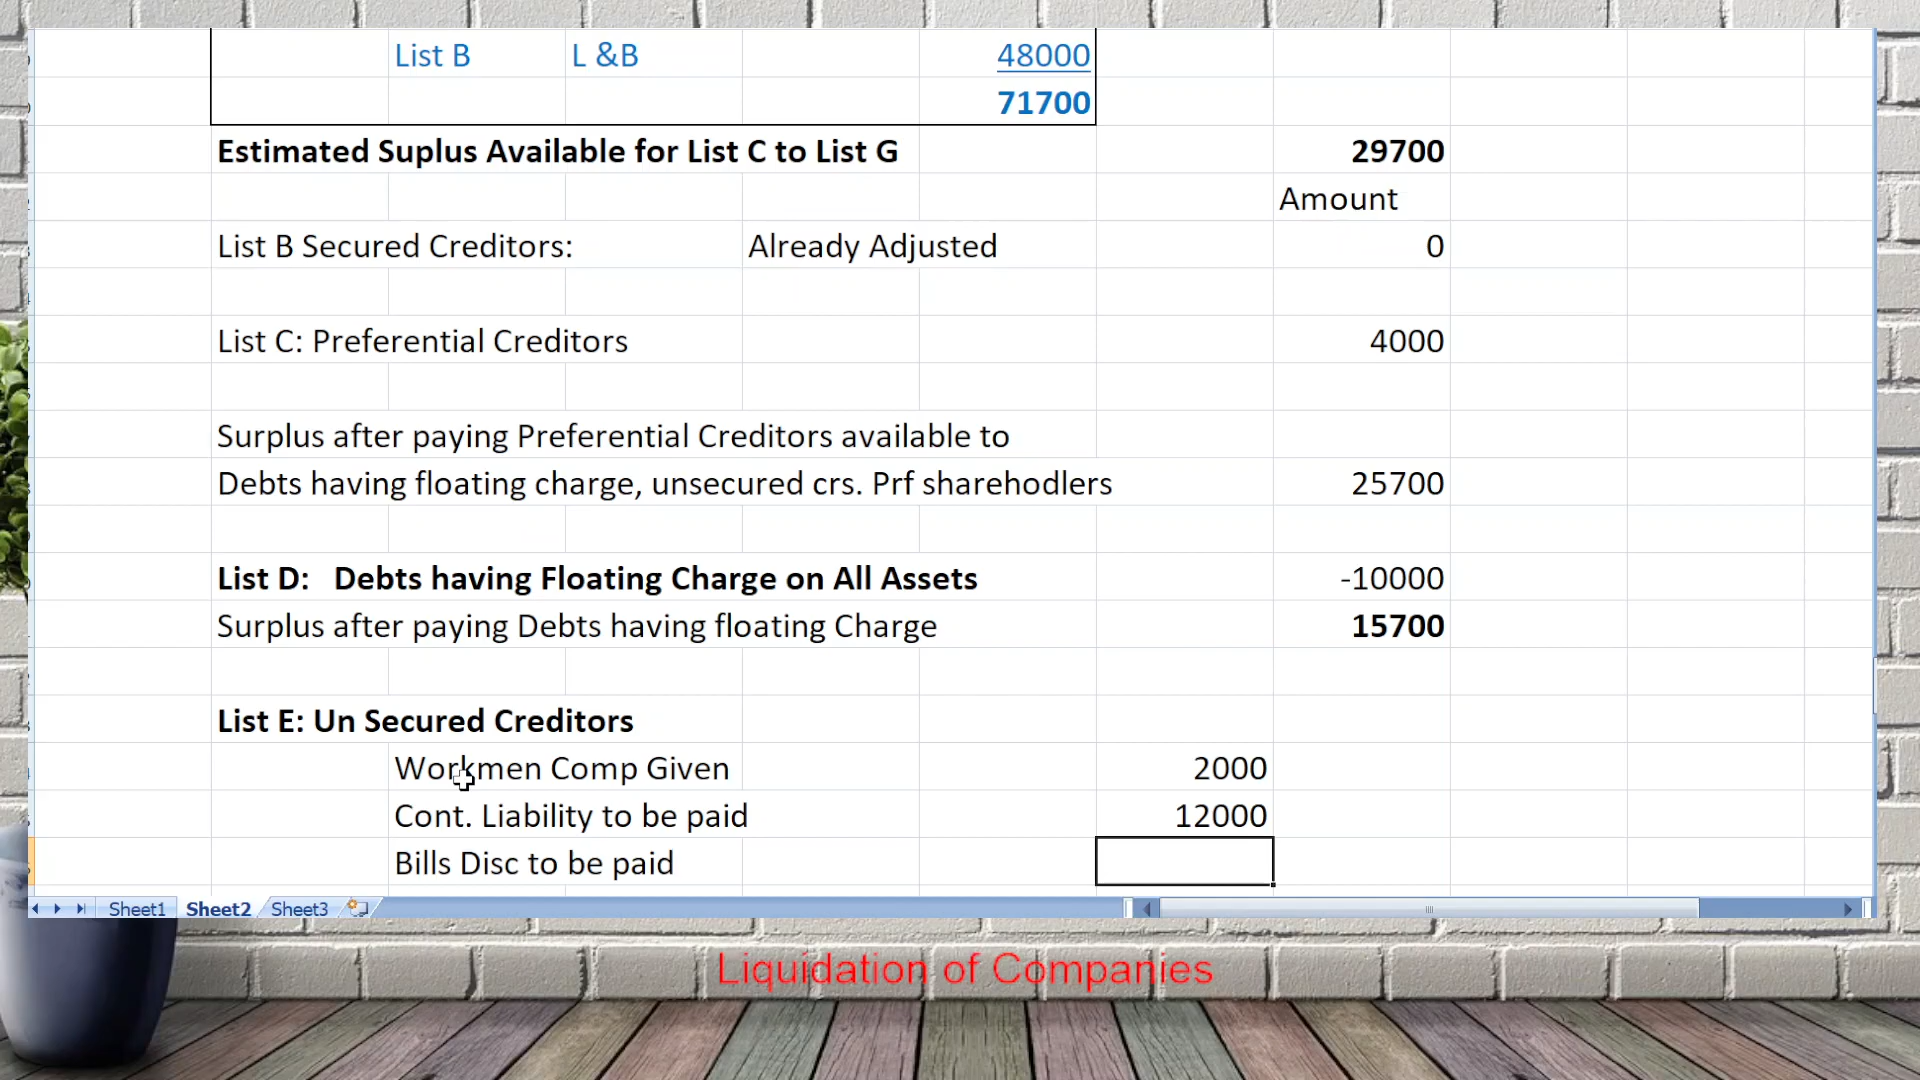 List B L &B 48000
71700
Estimated Suplus Available for List C to List G 29700
Amount
List B Secured Creditors: Already Adjusted 0
List C: Preferential Creditors 4000
Surplus after paying Preferential Creditors available to
Debts having floating charge, unsecured crs. Prf sharehodlers 25700
List D: Debts having Floating Charge on All Assets -10000
Surplus after paying Debts having floating Charge 15700
List E: Un Secured Creditors
Workmen Comp Given 2000
Cont. Liability to be paid 12000
Bills Disc to be paid
Sheet1 Sheet2 Sheet3
Liquidation of Companies